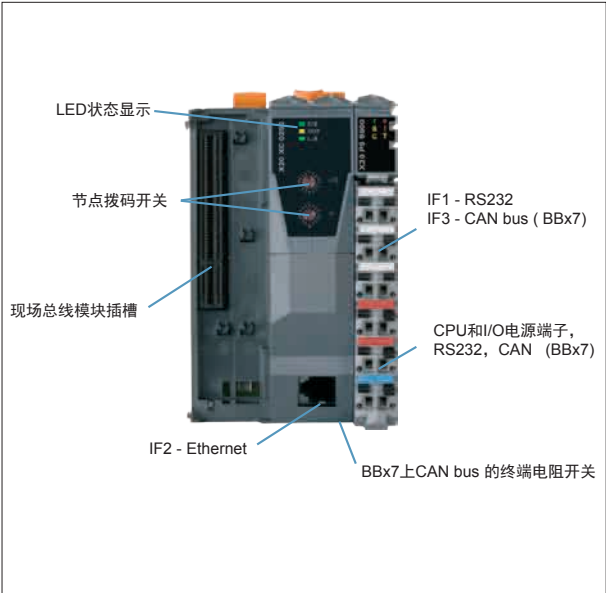 LED状态显示
节点拨码开关
现场总线模块插槽
IF1 - RS232
IF3 - CAN bus ( BBx7)
CPU和I/O电源端子，
RS232，CAN (BBx7)
IF2 - Ethernet
BBx7上CAN bus 的终端电阻开关